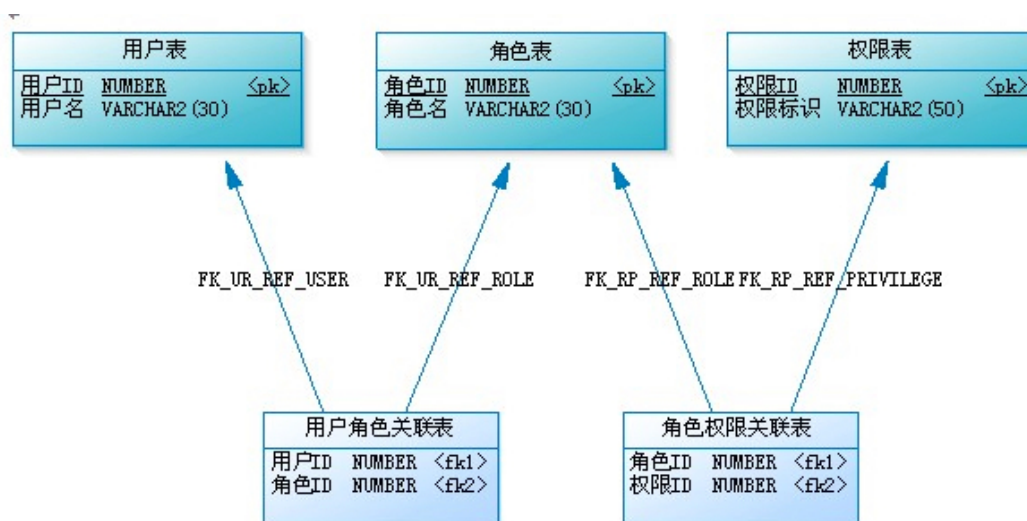 用户表 角色表 权限表
用户ID NUMBER <pk> 角色ID NUMBER <pk> 权限ID NUMBER <pk>
用户名 VARCHAR2(30) 角色名 VARCHAR2(30) 权限标识 VARCHAR2(50)
FK_UR_REF_USER FK_UR_REF_ROLE FK_RP_REF_ROLE FK_RP_REF_PRIVILEGE
用户角色关联表 角色权限关联表
用户ID NUMBER <fk1> 角色ID NUMBER <fk1>
角色ID NUMBER <fk2> 权限ID NUMBER <fk2>